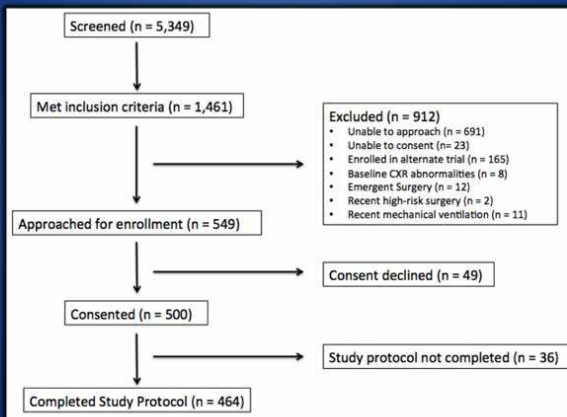 Screened (n = 5,349)
Met inclusion criteria (n = 1,461)
Excluded (n = 912)
• Unable to approach (n = 691)
• Unable to consent (n= 23)
• Enrolled in alternate trial (n = 165)
• Baseline CXR abnormalities (n = 8)
• Emergent Surgery (n = 12)
• Recent high-risk surgery (n = 2)
• Recent mechanical ventilation (n = 11)
Approached for enrollment (n = 549)
Consent declined (n = 49)
Consented (n = 500)
Study protocol not completed (n = 36)
Completed Study Protocol (n = 464)